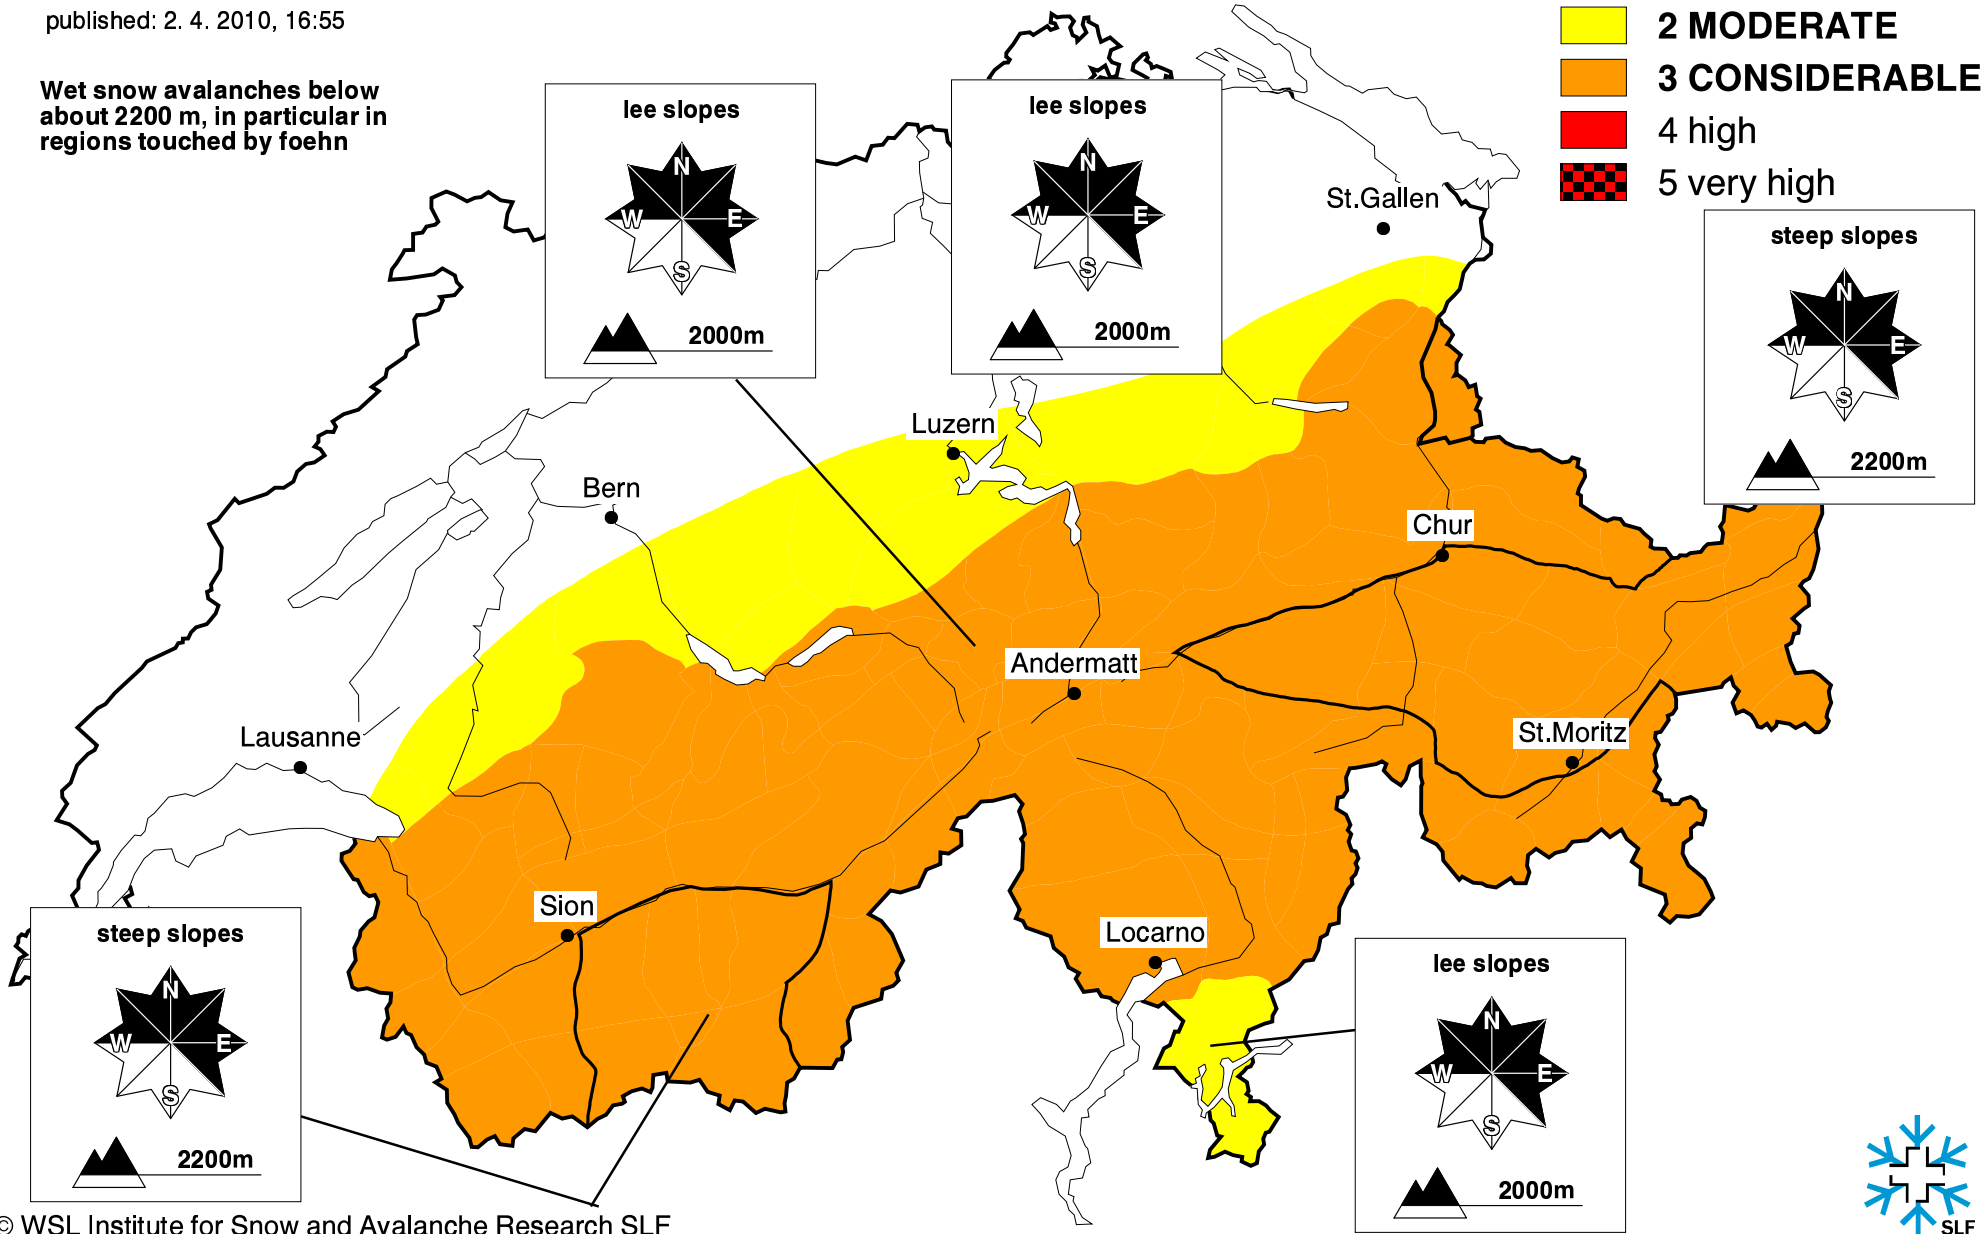 published: 2. 4. 2010, 16:55
Wet snow avalanches below
about 2200 m, in particular in
regions touched by foehn
2 MODERATE
3 CONSIDERABLE
4 high
5 very high
lee slopes
N
W
E
S
2000m
lee slopes
N
W
E
S
2000m
steep slopes
N
W
E
S
2200m
St.Gallen
Luzern
Bern
Chur
Andermatt
Lausanne
St.Moritz
Sion
Locarno
steep slopes
N
W
E
S
2200m
lee slopes
N
W
E
S
2000m
© WSL Institute for Snow and Avalanche Research SLF
SLF